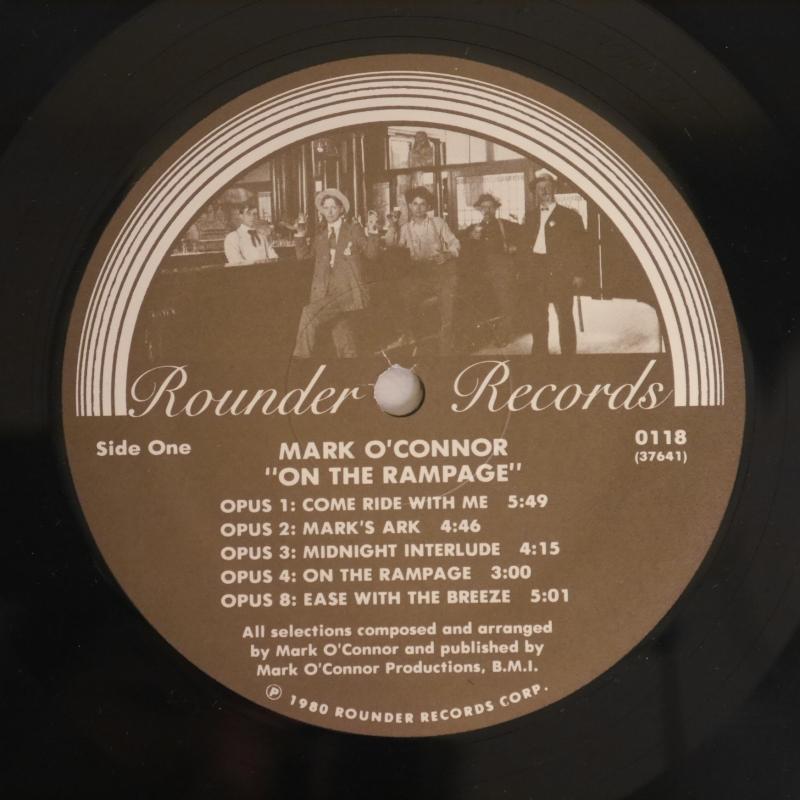 Rounder Records
Side One
0118
(37641)
MARK O'CONNOR
"ON THE RAMPAGE"
OPUS 1: COME RIDE WITH ME 5:49
OPUS 2: MARK'S ARK 4:46
OPUS 3: MIDNIGHT INTERLUDE 4:15
OPUS 4: ON THE RAMPAGE 3:00
OPUS 8: EASE WITH THE BREEZE 5:01
All selections composed and arranged
by Mark O'Connor and published by
Mark O'Connor Productions, B.M.I.
℗ 1980 ROUNDER RECORDS CORP.